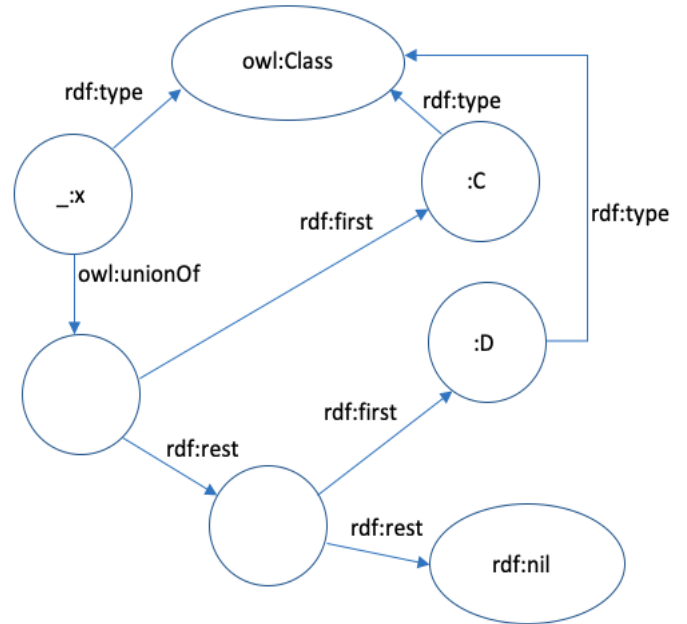 owl:Class
rdf:type
rdf:type
_:x
:C
rdf:first
rdf:type
owl:unionOf
:D
rdf:first
rdf:rest
rdf:rest
rdf:nil